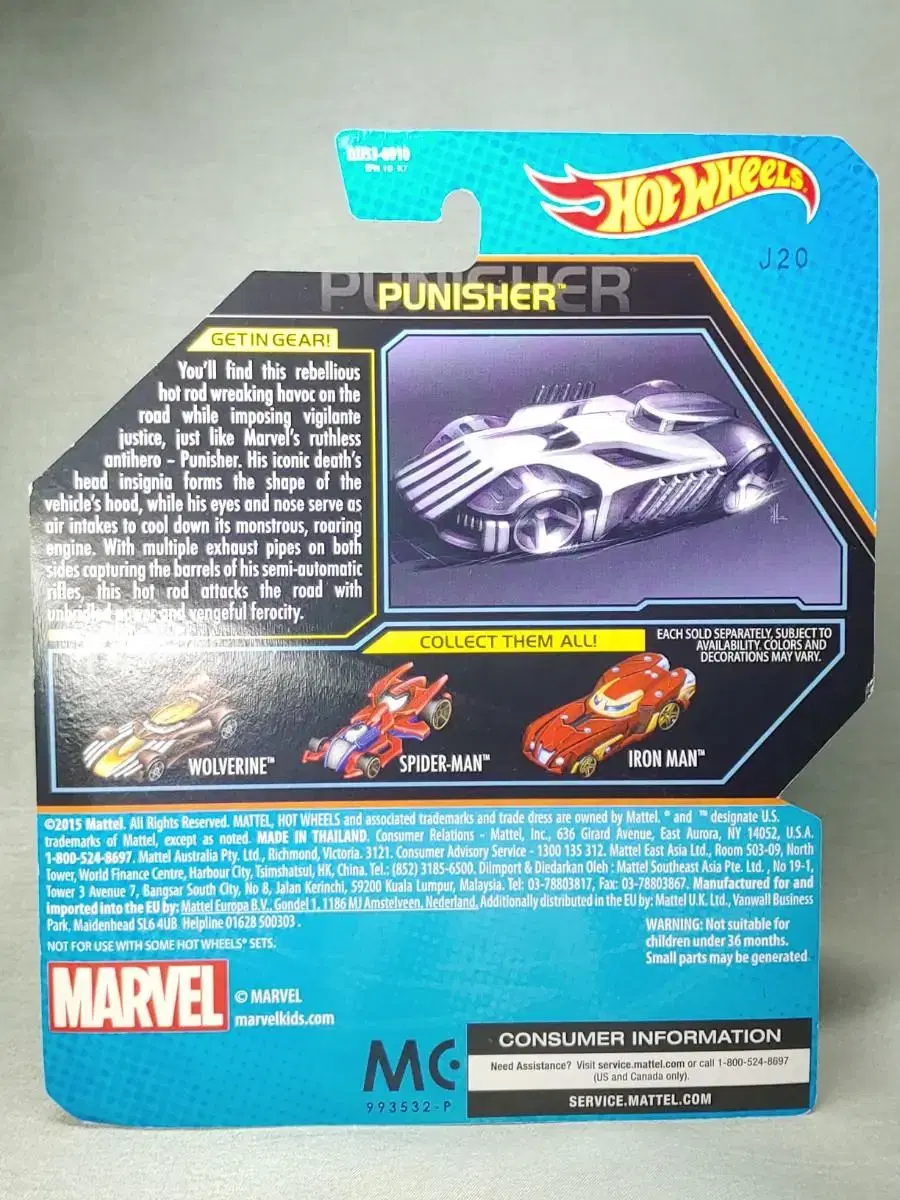 HOT WHEELS
J20
PUNISHER
PUNISHER™
GET IN GEAR!
You'll find this rebellious
hot rod wreaking havoc on the
road while imposing vigilante
justice, just like Marvel's ruthless
antihero – Punisher. His iconic death's
head insignia forms the shape of the
vehicle's hood, while his eyes and nose serve as
air intakes to cool down its monstrous, roaring
engine. With multiple exhaust pipes on both
sides capturing the barrels of his semi-automatic
rifles, this hot rod attacks the road with
unbridled power and vengeful ferocity.
COLLECT THEM ALL!
EACH SOLD SEPARATELY, SUBJECT TO
AVAILABILITY. COLORS AND
DECORATIONS MAY VARY.
WOLVERINE™
SPIDER-MAN™
IRON MAN™
©2015 Mattel. All Rights Reserved. MATTEL, HOT WHEELS and associated trademarks and trade dress are owned by Mattel. ® and ™ designate U.S.
trademarks of Mattel, except as noted. MADE IN THAILAND. Consumer Relations - Mattel, Inc., 636 Girard Avenue, East Aurora, NY 14052, U.S.A.
1-800-524-8697. Mattel Australia Pty. Ltd., Richmond, Victoria. 3121. Consumer Advisory Service - 1300 135 312. Mattel East Asia Ltd., Room 503-09, North
Tower, World Finance Centre, Harbour City, Tsimshatsui, HK, China. Tel.: (852) 3185-6500. Diimport & Diedarkan Oleh : Mattel Southeast Asia Pte. Ltd., No 19-1,
Tower 3 Avenue 7, Bangsar South City, No 8, Jalan Kerinchi, 59200 Kuala Lumpur, Malaysia. Tel: 03-78803817, Fax: 03-78803867. Manufactured for and
imported into the EU by: Mattel Europa B.V., Gondel 1, 1186 MJ Amstelveen, Nederland. Additionally distributed in the EU by: Mattel U.K. Ltd., Vanwall Business
Park, Maidenhead SL6 4UB. Helpline 01628 500303.
NOT FOR USE WITH SOME HOT WHEELS® SETS.
WARNING: Not suitable for
children under 36 months.
Small parts may be generated
MARVEL
© MARVEL
marvelkids.com
MC
993532-P
CONSUMER INFORMATION
Need Assistance? Visit service.mattel.com or call 1-800-524-8697
(US and Canada only).
SERVICE.MATTEL.COM